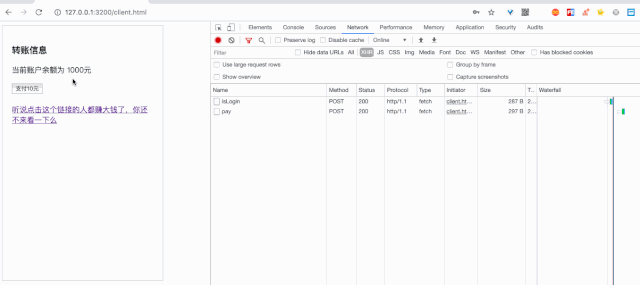 127.0.0.1:3200/client.html
转账信息
当前账户余额为 1000元
支付10元
听说点击这个链接的人都赚大钱了，你还
不来看一下么
Elements Console Sources Network Performance Memory Application Security Audits
Preserve log Disable cache Online
Filter Hide data URLs All XHR JS CSS Img Media Font Doc WS Manifest Other Has blocked cookies
Use large request rows Group by frame
Show overview Capture screenshots
Name Method Status Protocol Type Initiator Size T... Waterfall
isLogin POST 200 http/1.1 fetch client.ht... 287 B 2...
pay POST 200 http/1.1 fetch client.ht... 297 B 2...